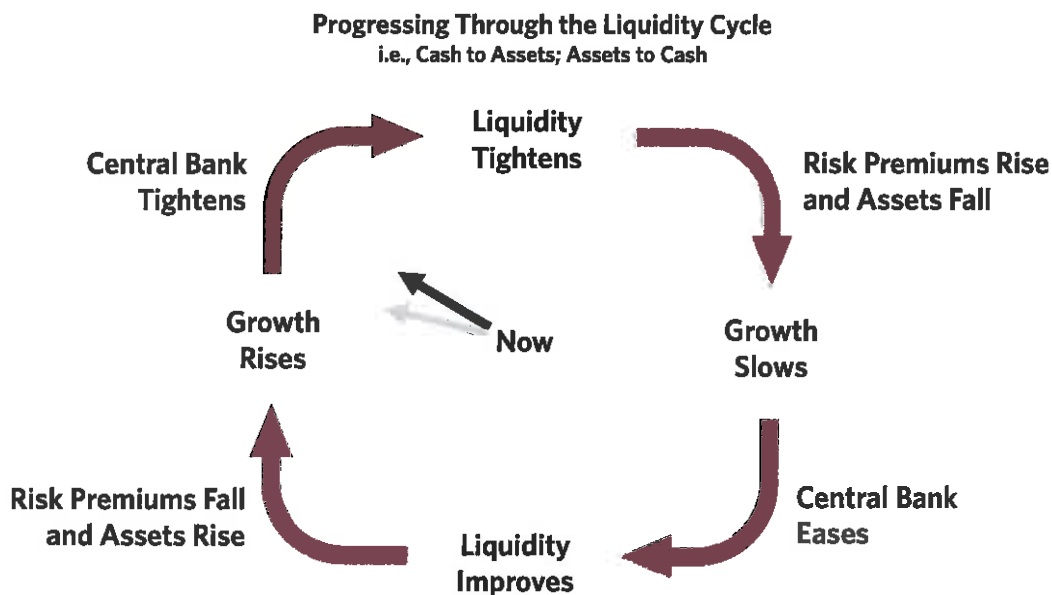 Progressing Through the Liquidity Cycle
i.e., Cash to Assets; Assets to Cash
Liquidity
Tightens
Central Bank
Tightens
Risk Premiums Rise
and Assets Fall
Growth
Rises
Now
Growth
Slows
Risk Premiums Fall
and Assets Rise
Central Bank
Eases
Liquidity
Improves